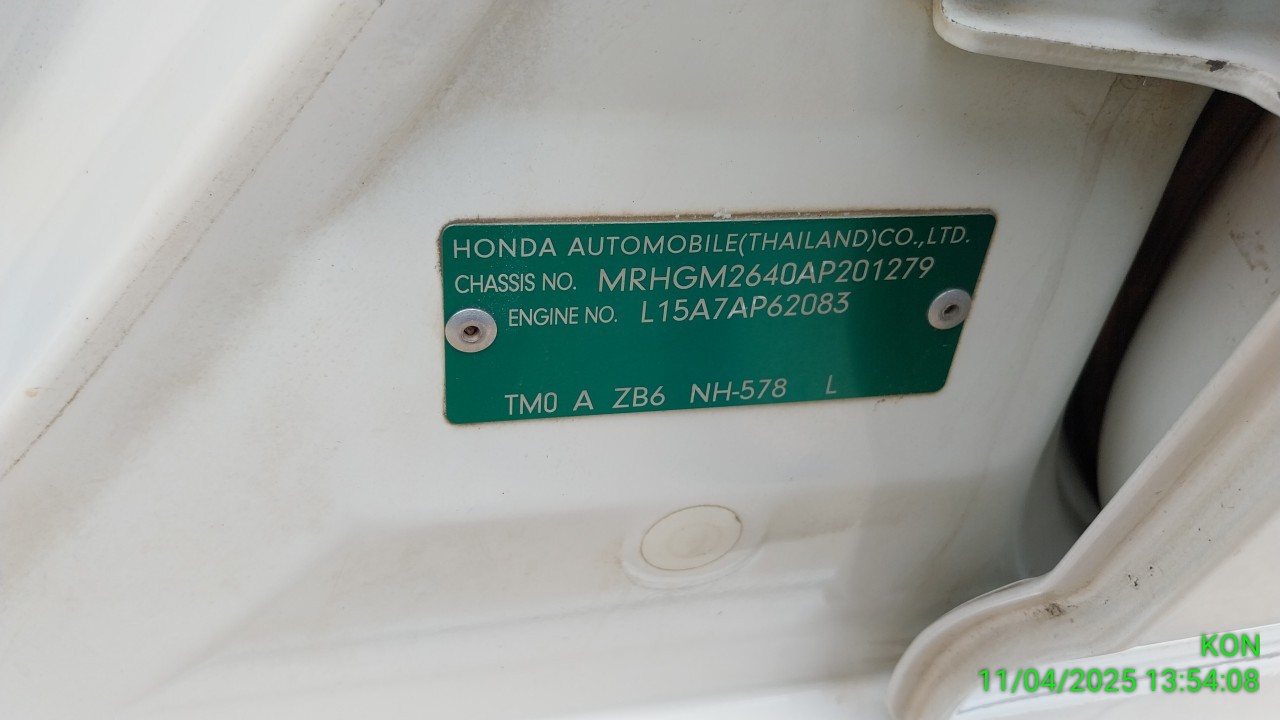 HONDA AUTOMOBILE(THAILAND)CO.,LTD.
CHASSIS NO. MRHGM2640AP201279
ENGINE NO. L15A7AP62083
TM0 A ZB6 NH-578 L
KON
11/04/2025 13:54:08